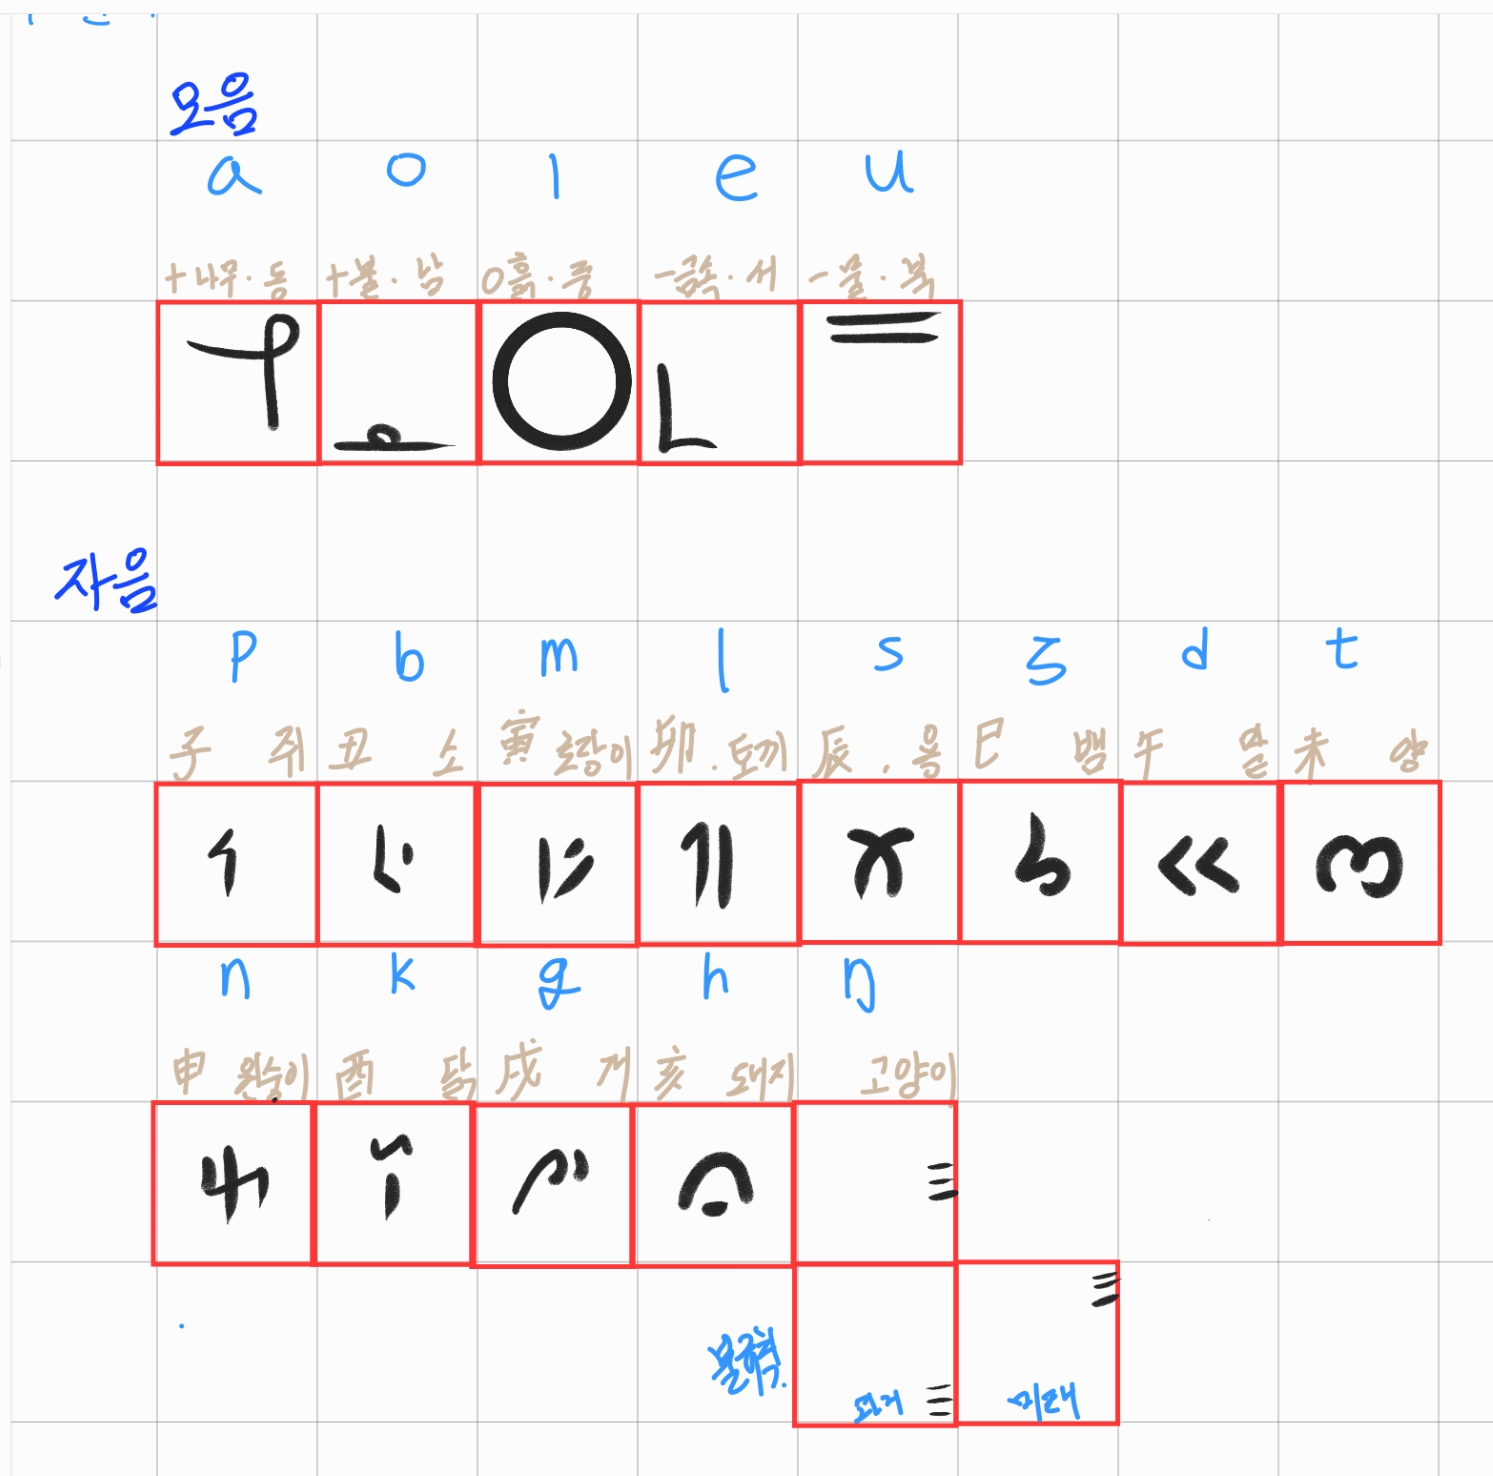 모음
a o i e u
+나무·동 +불·남 0흙·중 -금속·서 -물·북
자음
p b m l s z d t
子 쥐 丑 소 寅 호랑이 卯·토끼 辰·용 巳 뱀 午 말 未 양
n k g h ŋ
申 원숭이 酉 닭 戌 개 亥 돼지 고양이
과거 미래